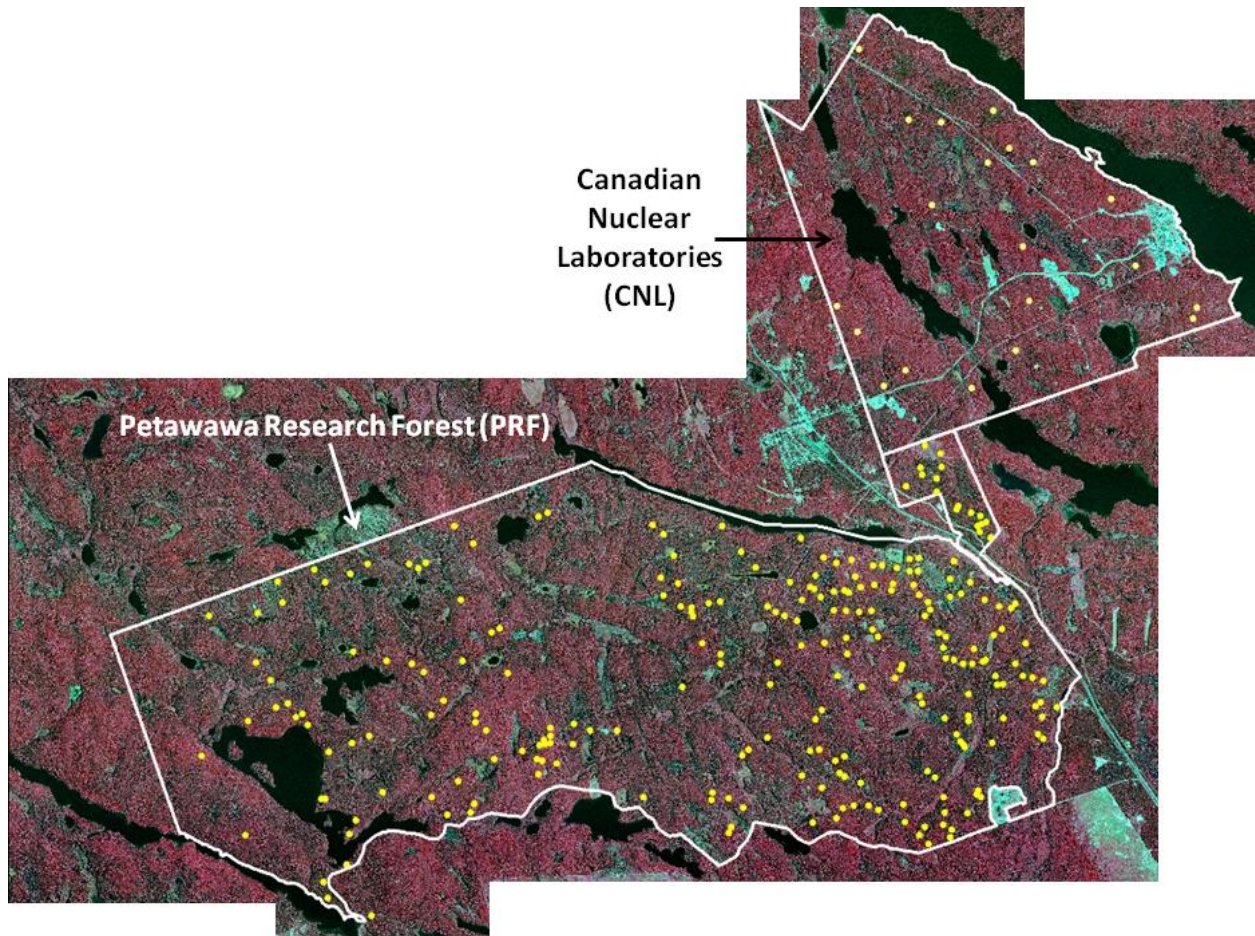 Canadian
Nuclear
Laboratories
(CNL)
Petawawa Research Forest (PRF)